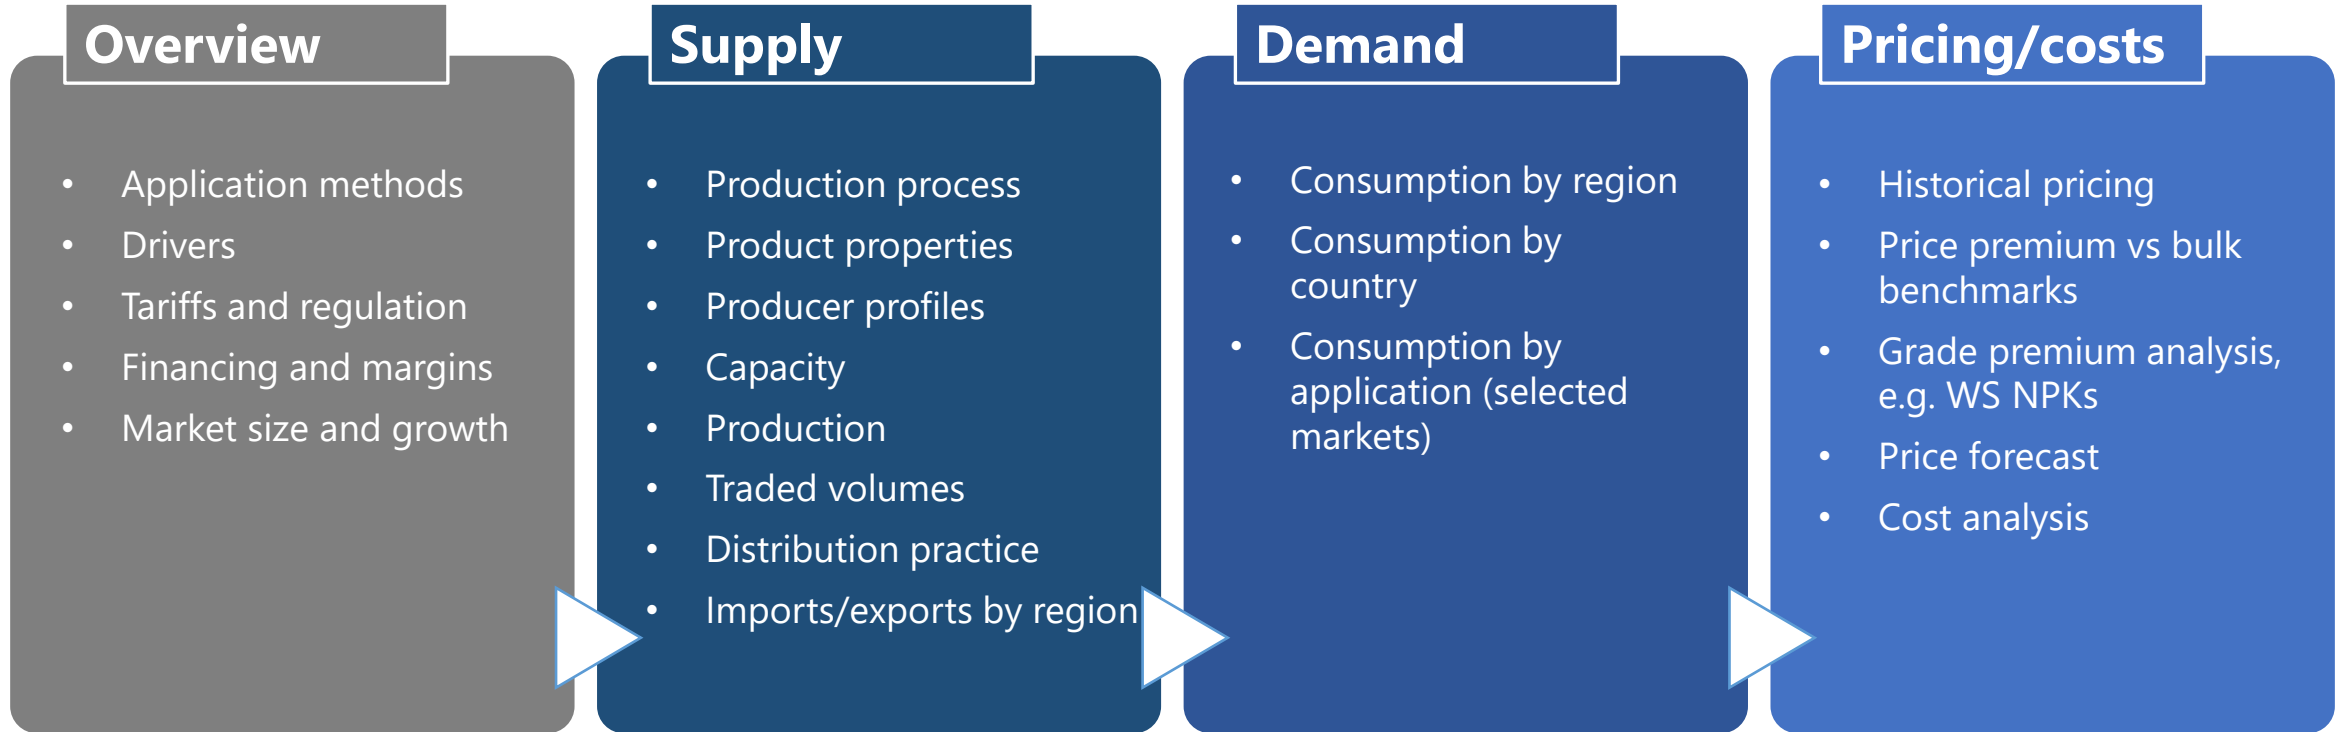 Overview
• Application methods
• Drivers
• Tariffs and regulation
• Financing and margins
• Market size and growth
Supply
• Production process
• Product properties
• Producer profiles
• Capacity
• Production
• Traded volumes
• Distribution practice
• Imports/exports by region
Demand
• Consumption by region
• Consumption by
country
• Consumption by
application (selected
markets)
Pricing/costs
• Historical pricing
• Price premium vs bulk
benchmarks
• Grade premium analysis,
e.g. WS NPKs
• Price forecast
• Cost analysis